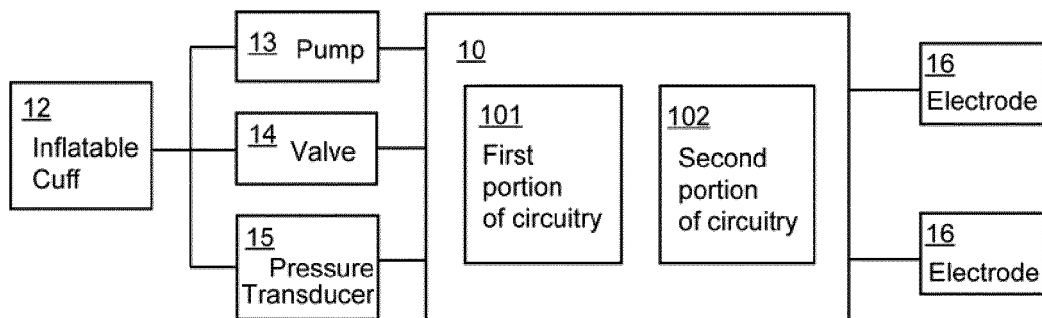 12
Inflatable
Cuff
13 Pump
14 Valve
15
Pressure
Transducer
10
101
First
portion
of circuitry
102
Second
portion
of circuitry
16
Electrode
16
Electrode